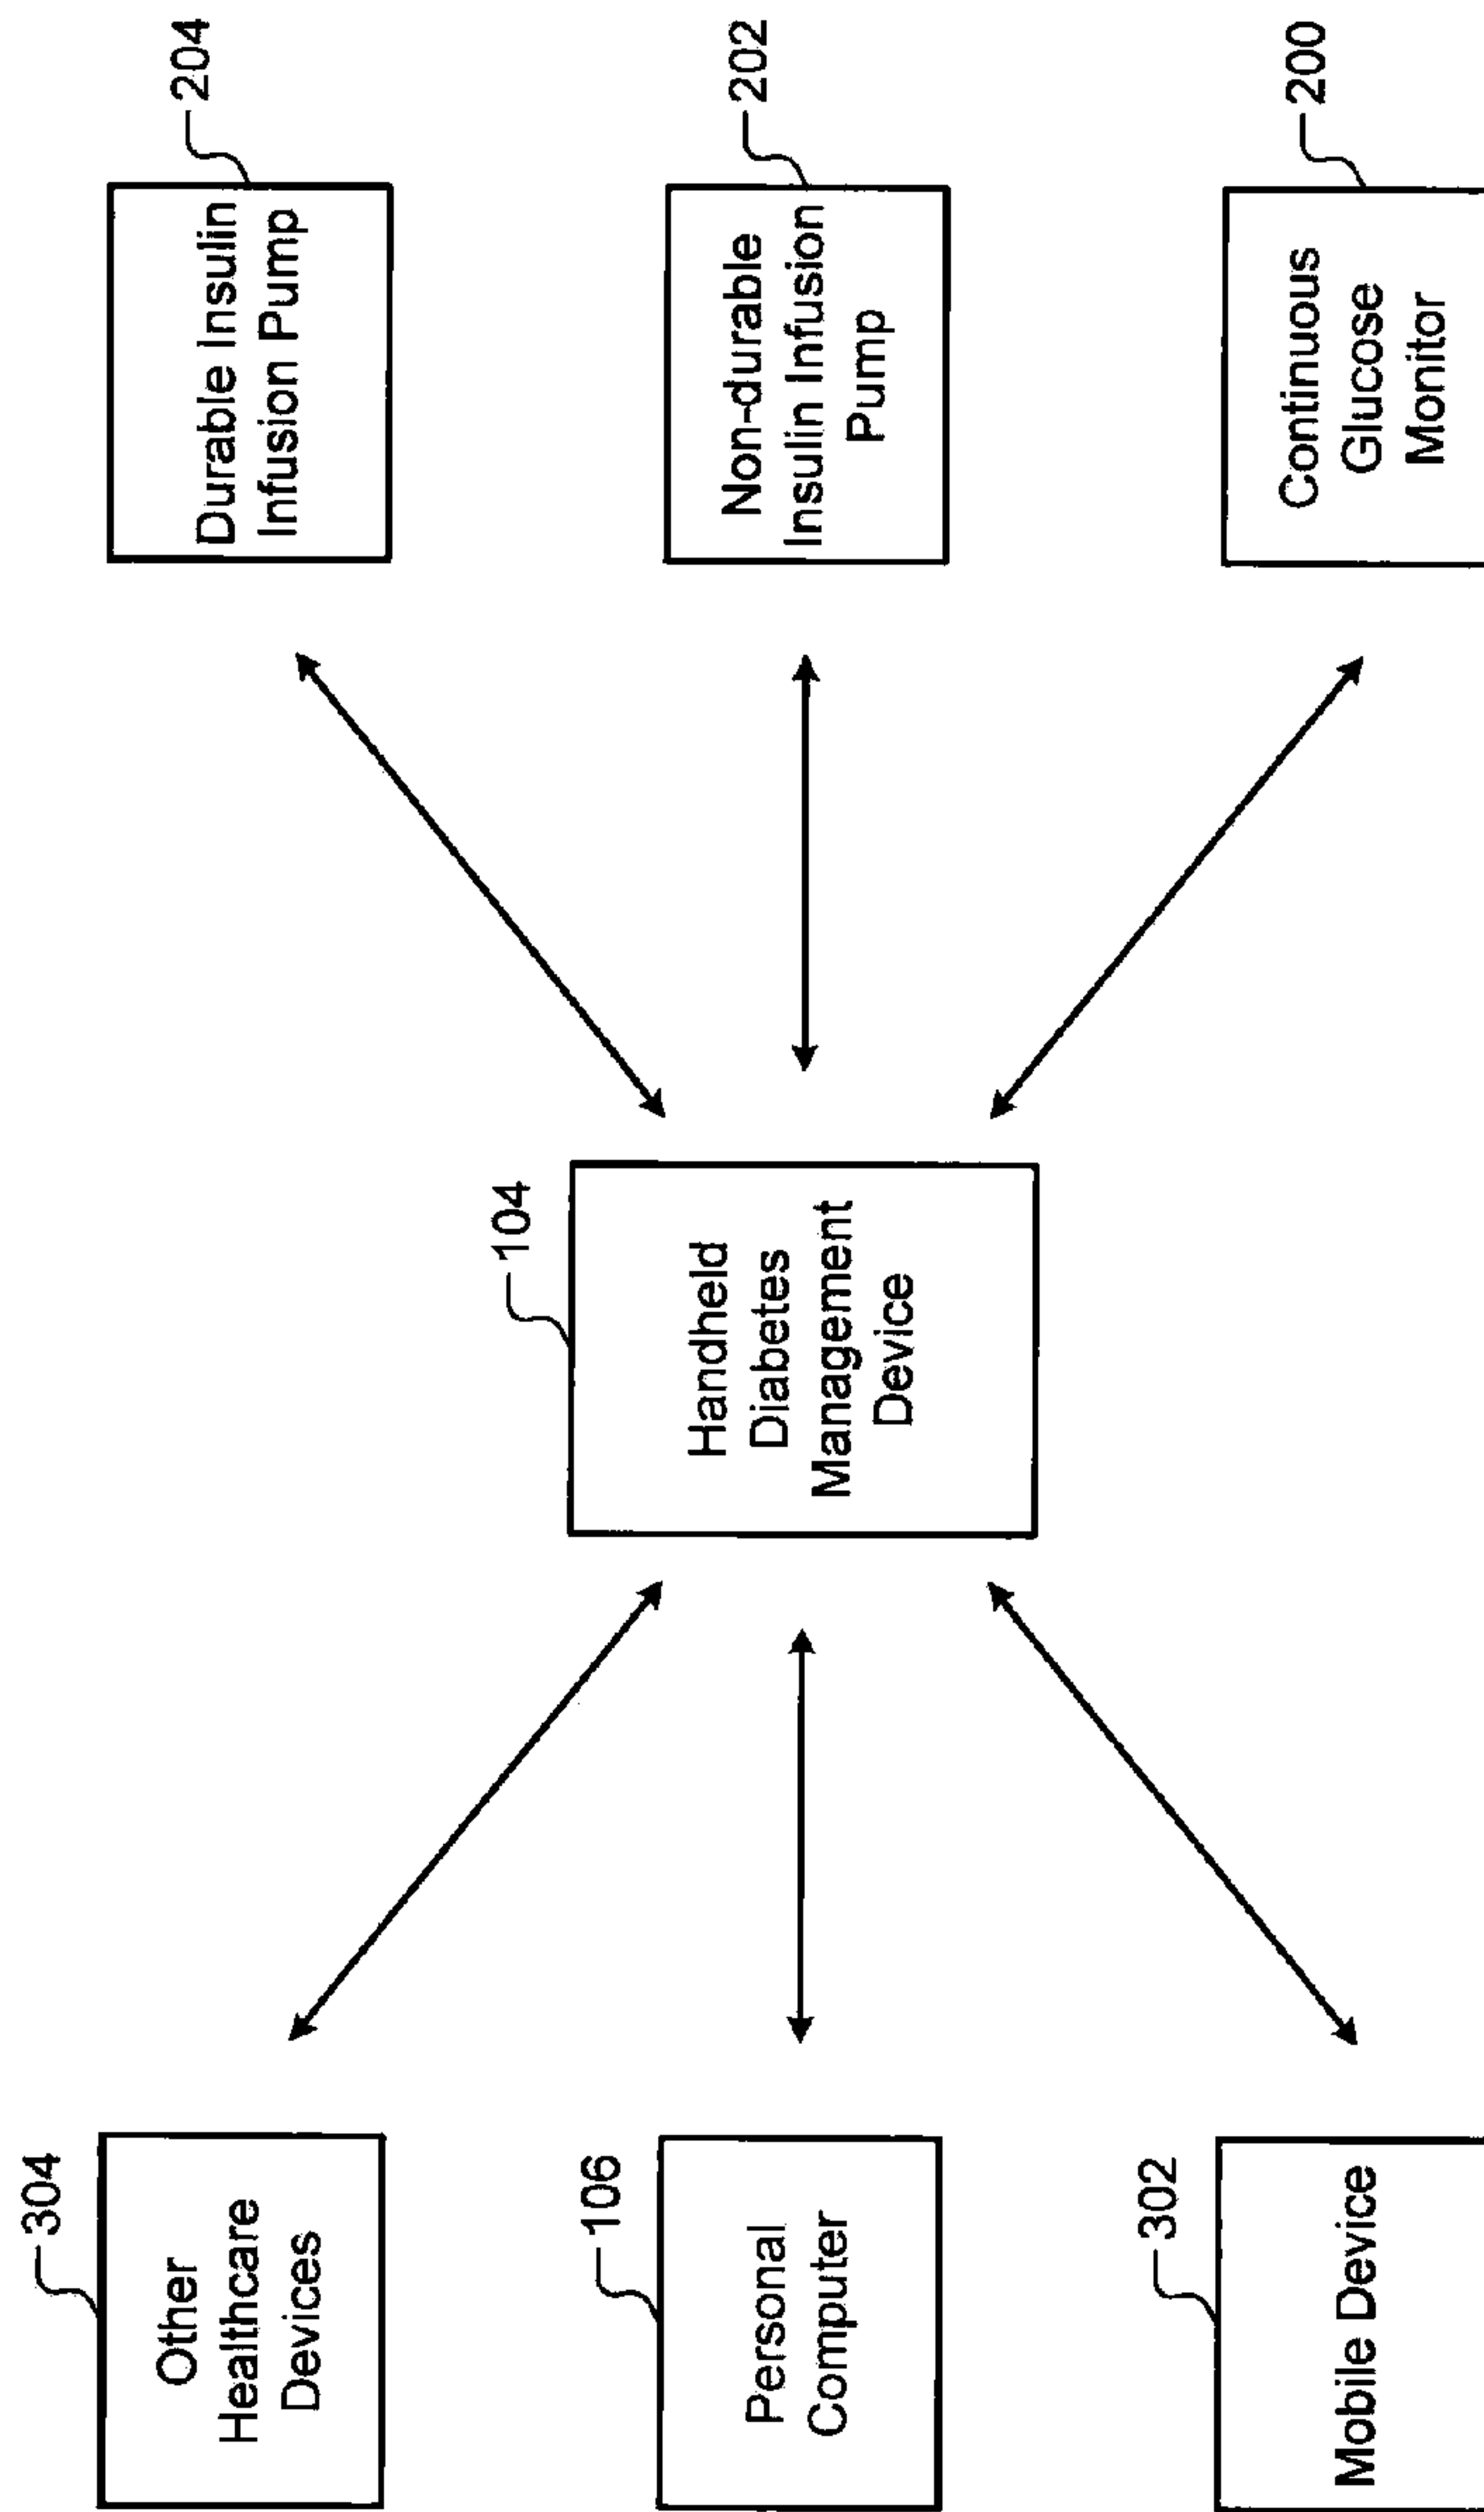 304
Other
Healthcare
Devices
204
Durable Insulin
Infusion Pump
106
Personal
Computer
104
Handheld
Diabetes
Management
Device
202
Non-durable
Insulin Infusion
Pump
302
Mobile Device
200
Continuous
Glucose
Monitor